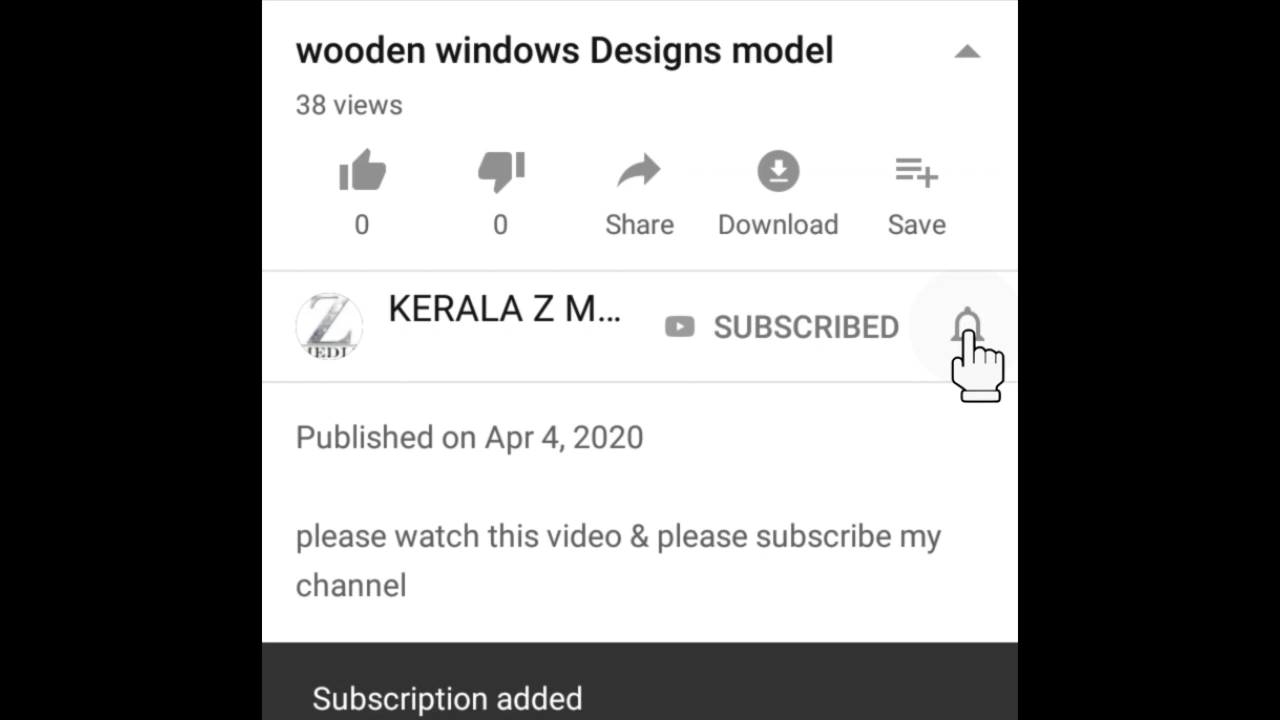 wooden windows Designs model
38 views
0
0
Share
Download
Save
KERALA Z M...
SUBSCRIBED
Z
MEDIA
Published on Apr 4, 2020
please watch this video & please subscribe my
channel
Subscription added